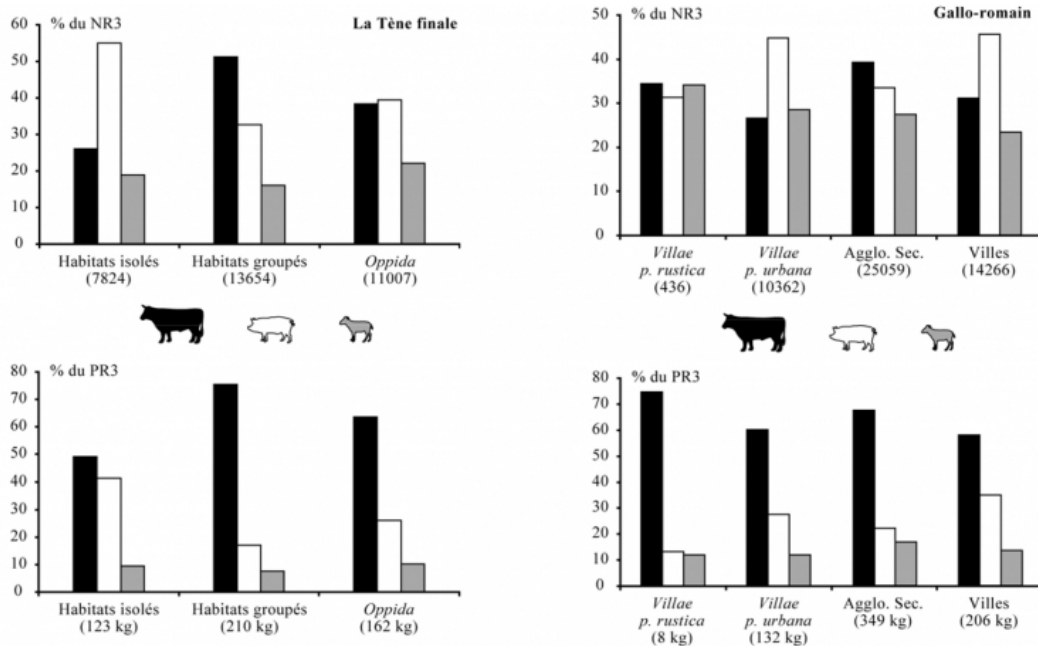 % du NR3
La Tène finale
60
50
40
30
20
10
0
Habitats isolés
(7824)
Habitats groupés
(13654)
Oppida
(11007)
% du PR3
80
70
60
50
40
30
20
10
0
Habitats isolés
(123 kg)
Habitats groupés
(210 kg)
Oppida
(162 kg)
% du NR3
Gallo-romain
50
40
30
20
10
0
Villae
p. rustica
(436)
Villae
p. urbana
(10362)
Agglo. Sec.
(25059)
Villes
(14266)
% du PR3
80
70
60
50
40
30
20
10
0
Villae
p. rustica
(8 kg)
Villae
p. urbana
(132 kg)
Agglo. Sec.
(349 kg)
Villes
(206 kg)